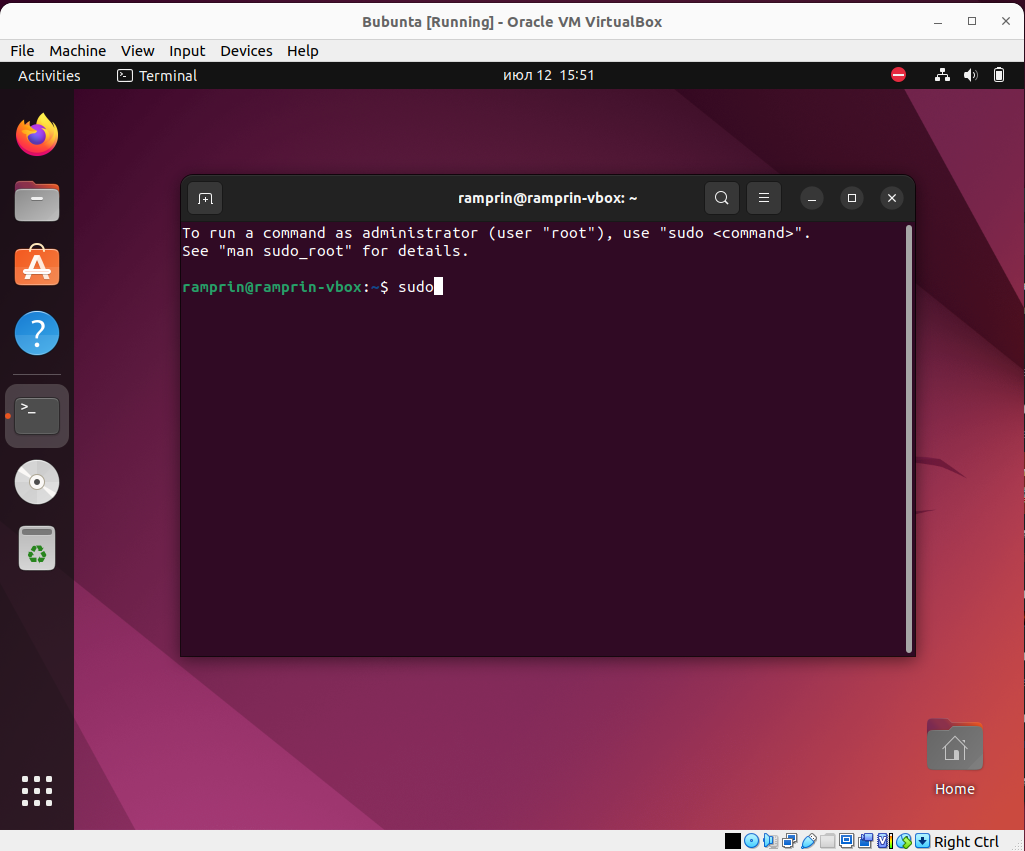 Bubunta [Running] - Oracle VM VirtualBox
File Machine View Input Devices Help
Activities Terminal июл 12 15:51
ramprin@ramprin-vbox: ~
To run a command as administrator (user "root"), use "sudo <command>".
See "man sudo_root" for details.
ramprin@ramprin-vbox:~$ sudo
Home
Right Ctrl